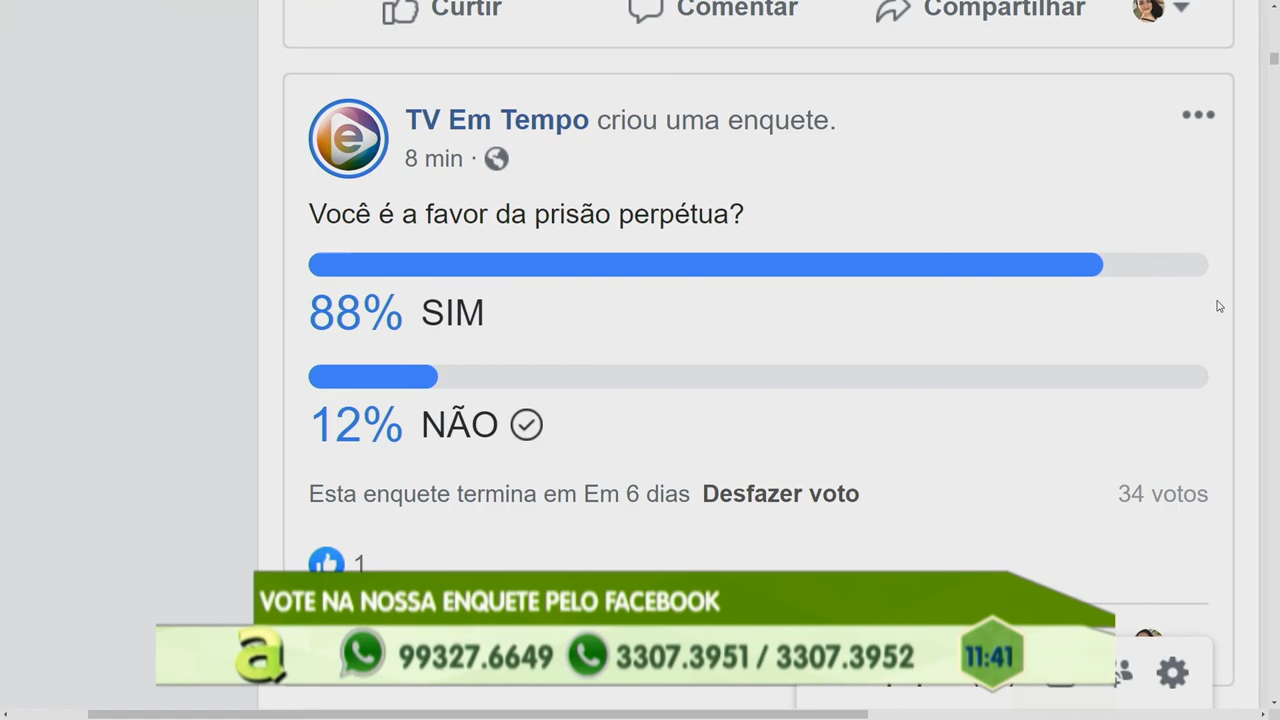 Curtir Comentar Compartilhar
TV Em Tempo criou uma enquete.
8 min ·
Você é a favor da prisão perpétua?
88% SIM
12% NÃO
Esta enquete termina em Em 6 dias Desfazer voto 34 votos
1
VOTE NA NOSSA ENQUETE PELO FACEBOOK
a 99327.6649 3307.3951 / 3307.3952 11:41